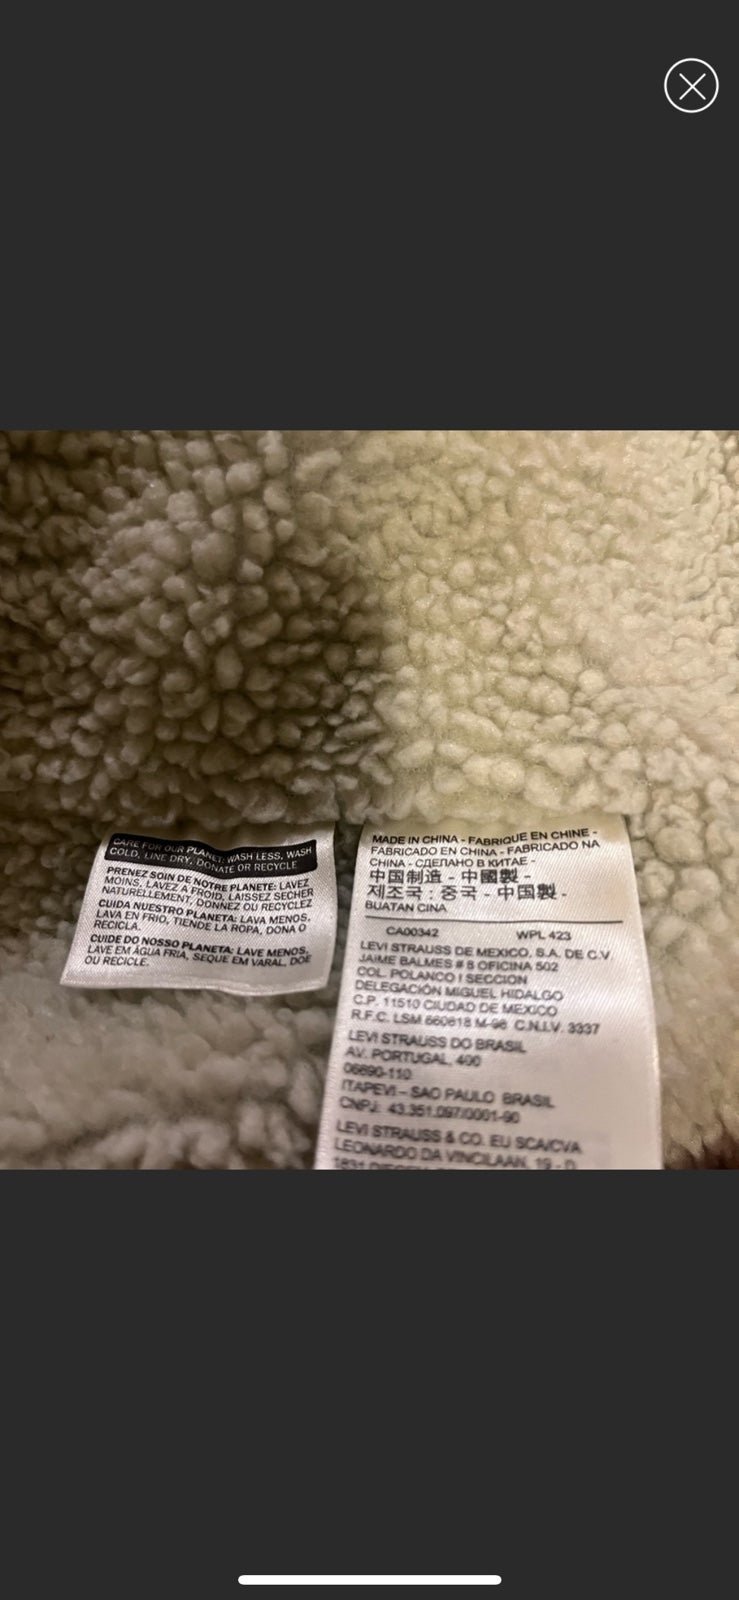 CARE FOR OUR PLANET: WASH LESS, WASH
COLD, LINE DRY, DONATE OR RECYCLE
PRENEZ SOIN DE NOTRE PLANETE: LAVEZ
MOINS, LAVEZ A FROID, LAISSEZ SECHER
NATURELLEMENT, DONNEZ OU RECYCLEZ
CUIDA NUESTRO PLANETA: LAVA MENOS,
LAVA EN FRIO, TIENDE LA ROPA, DONA O
RECICLA.
CUIDE DO NOSSO PLANETA: LAVE MENOS,
LAVE EM ÁGUA FRIA, SEQUE EM VARAL, DOE
OU RECICLE.
MADE IN CHINA - FABRIQUE EN CHINE -
FABRICADO EN CHINA - FABRICADO NA
CHINA - СДЕЛАНО В КИТАЕ -
中国制造 - 中國製 -
제조국 : 중국 - 中国製 -
BUATAN CINA
CA00342 WPL 423
LEVI STRAUSS DE MEXICO, S.A. DE C.V
JAIME BALMES # 8 OFICINA 502
COL. POLANCO I SECCION
DELEGACIÓN MIGUEL HIDALGO
C.P. 11510 CIUDAD DE MEXICO
R.F.C. LSM 660818 M-96 C.N.I.V. 3337
LEVI STRAUSS DO BRASIL
AV. PORTUGAL, 400
06690-110
ITAPEVI – SAO PAULO BRASIL
CNPJ: 43.351.097/0001-90
LEVI STRAUSS & CO. EU SCA/CVA
LEONARDO DA VINCILAAN, 19 - D
1831 DIEGEM